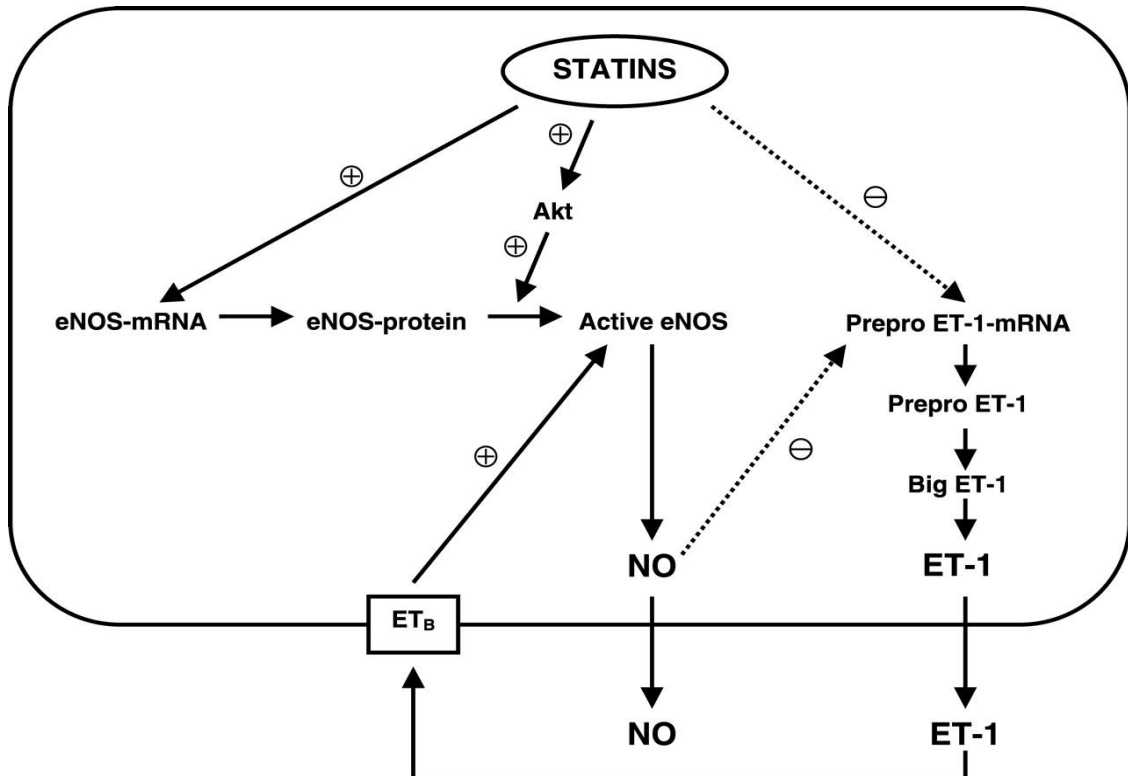 STATINS
⊕
⊕
⊖
Akt
⊕
eNOS-mRNA
eNOS-protein
Active eNOS
Prepro ET-1-mRNA
Prepro ET-1
⊕
⊖
Big ET-1
NO
ET-1
ETB
NO
ET-1